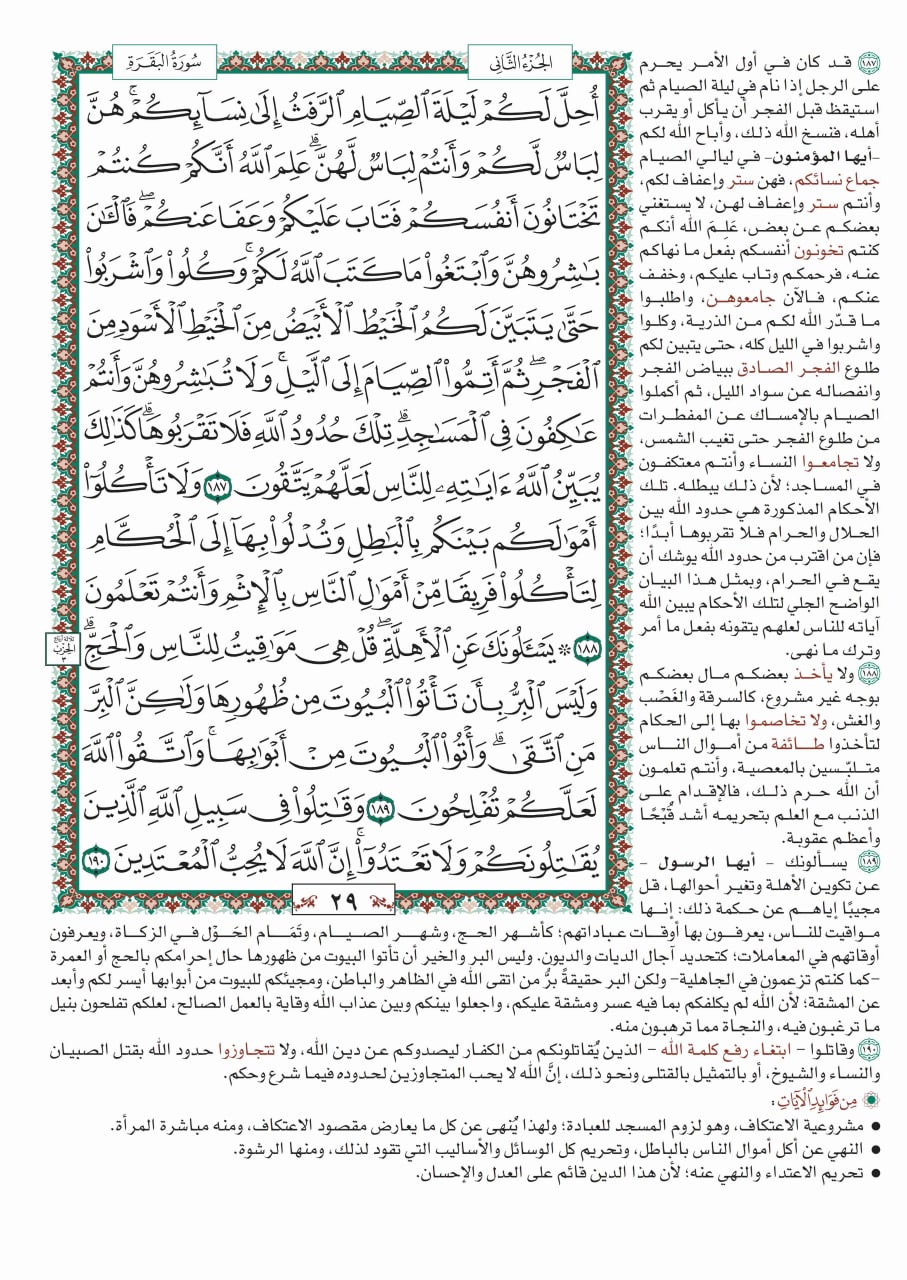 سُورَةُ البَقَرَةِ
الجُزْءُ الثَّانِي
أُحِلَّ لَكُمۡ لَيۡلَةَ ٱلصِّيَامِ ٱلرَّفَثُ إِلَىٰ نِسَآئِكُمۡۚ هُنَّ
لِبَاسٞ لَّكُمۡ وَأَنتُمۡ لِبَاسٞ لَّهُنَّۗ عَلِمَ ٱللَّهُ أَنَّكُمۡ كُنتُمۡ
تَخۡتَانُونَ أَنفُسَكُمۡ فَتَابَ عَلَيۡكُمۡ وَعَفَا عَنكُمۡۖ فَٱلۡـَٰٔنَ
بَٰشِرُوهُنَّ وَٱبۡتَغُواْ مَا كَتَبَ ٱللَّهُ لَكُمۡۚ وَكُلُواْ وَٱشۡرَبُواْ
حَتَّىٰ يَتَبَيَّنَ لَكُمُ ٱلۡخَيۡطُ ٱلۡأَبۡيَضُ مِنَ ٱلۡخَيۡطِ ٱلۡأَسۡوَدِ مِنَ
ٱلۡفَجۡرِۖ ثُمَّ أَتِمُّواْ ٱلصِّيَامَ إِلَى ٱلَّيۡلِۚ وَلَا تُبَٰشِرُوهُنَّ وَأَنتُمۡ
عَٰكِفُونَ فِي ٱلۡمَسَٰجِدِۗ تِلۡكَ حُدُودُ ٱللَّهِ فَلَا تَقۡرَبُوهَاۗ كَذَٰلِكَ
يُبَيِّنُ ٱللَّهُ ءَايَٰتِهِۦ لِلنَّاسِ لَعَلَّهُمۡ يَتَّقُونَ ١٨٧ وَلَا تَأۡكُلُوٓاْ
أَمۡوَٰلَكُم بَيۡنَكُم بِٱلۡبَٰطِلِ وَتُدۡلُواْ بِهَآ إِلَى ٱلۡحُكَّامِ
لِتَأۡكُلُواْ فَرِيقٗا مِّنۡ أَمۡوَٰلِ ٱلنَّاسِ بِٱلۡإِثۡمِ وَأَنتُمۡ تَعۡلَمُونَ
١٨٨ ۞ يَسۡـَٔلُونَكَ عَنِ ٱلۡأَهِلَّةِۖ قُلۡ هِيَ مَوَٰقِيتُ لِلنَّاسِ وَٱلۡحَجِّۗ
وَلَيۡسَ ٱلۡبِرُّ بِأَن تَأۡتُواْ ٱلۡبُيُوتَ مِن ظُهُورِهَا وَلَٰكِنَّ ٱلۡبِرَّ
مَنِ ٱتَّقَىٰۗ وَأۡتُواْ ٱلۡبُيُوتَ مِنۡ أَبۡوَٰبِهَاۚ وَٱتَّقُواْ ٱللَّهَ
لَعَلَّكُمۡ تُفۡلِحُونَ ١٨٩ وَقَٰتِلُواْ فِي سَبِيلِ ٱللَّهِ ٱلَّذِينَ
يُقَٰتِلُونَكُمۡ وَلَا تَعۡتَدُوٓاْۚ إِنَّ ٱللَّهَ لَا يُحِبُّ ٱلۡمُعۡتَدِينَ ١٩٠
٢٩
١٨٧ قد كان في أول الأمر يحرم
على الرجل إذا نام في ليلة الصيام ثم
استيقظ قبل الفجر أن يأكل أو يقرب
أهله، فنسخ الله ذلك، وأباح الله لكم
-أيها المؤمنون- في ليالي الصيام
جماع نسائكم، فهن ستر وإعفاف لكم،
وأنتم ستر وإعفاف لهن، لا يستغني
بعضكم عن بعض، عَلِمَ الله أنكم
كنتم تخونون أنفسكم بفعل ما نهاكم
عنه، فرحمكم وتاب عليكم، وخفف
عنكم، فالآن جامعوهن، واطلبوا
ما قدّر الله لكم من الذرية، وكلوا
واشربوا في الليل كله، حتى يتبين لكم
طلوع الفجر الصادق ببياض الفجر
وانفصاله عن سواد الليل، ثم أكملوا
الصيام بالإمساك عن المفطرات
من طلوع الفجر حتى تغيب الشمس،
ولا تجامعوا النساء وأنتم معتكفون
في المساجد؛ لأن ذلك يبطله. تلك
الأحكام المذكورة هي حدود الله بين
الحلال والحرام فلا تقربوها أبدًا؛
فإن من اقترب من حدود الله يوشك أن
يقع في الحرام، وبمثل هذا البيان
الواضح الجلي لتلك الأحكام يبين الله
آياته للناس لعلهم يتقونه بفعل ما أمر
وترك ما نهى.
١٨٨ ولا يأخذ بعضكم مال بعضكم
بوجه غير مشروع، كالسرقة والغَصْب
والغش، ولا تخاصموا بها إلى الحكام
لتأخذوا طائفة من أموال الناس
متلبّسين بالمعصية، وأنتم تعلمون
أن الله حرم ذلك، فالإقدام على
الذنب مع العلم بتحريمه أشد قُبْحًا
وأعظم عقوبة.
١٨٩ يسألونك - أيها الرسول -
عن تكوين الأهلة وتغير أحوالها، قل
مجيبًا إياهم عن حكمة ذلك: إنها
مواقيت للناس، يعرفون بها أوقات عباداتهم؛ كأشهر الحج، وشهر الصيام، وتَمَام الحَوْل في الزكاة، ويعرفون
أوقاتهم في المعاملات؛ كتحديد آجال الديات والديون. وليس البر والخير أن تأتوا البيوت من ظهورها حال إحرامكم بالحج أو العمرة
-كما كنتم تزعمون في الجاهلية- ولكن البر حقيقةً برُّ من اتقى الله في الظاهر والباطن، ومجيئكم للبيوت من أبوابها أيسر لكم وأبعد
عن المشقة؛ لأن الله لم يكلفكم بما فيه عسر ومشقة عليكم، واجعلوا بينكم وبين عذاب الله وقاية بالعمل الصالح، لعلكم تفلحون بنيل
ما ترغبون فيه، والنجاة مما ترهبون منه.
١٩٠ وقاتلوا - ابتغاء رفع كلمة الله - الذين يُقاتلونكم من الكفار ليصدوكم عن دين الله، ولا تتجاوزوا حدود الله بقتل الصبيان
والنساء والشيوخ، أو بالتمثيل بالقتلى ونحو ذلك، إنَّ الله لا يحب المتجاوزين لحدوده فيما شرع وحكم.
مِن فَوَائِدِ الْآيَاتِ:
• مشروعية الاعتكاف، وهو لزوم المسجد للعبادة؛ ولهذا يُنهى عن كل ما يعارض مقصود الاعتكاف، ومنه مباشرة المرأة.
• النهي عن أكل أموال الناس بالباطل، وتحريم كل الوسائل والأساليب التي تقود لذلك، ومنها الرشوة.
• تحريم الاعتداء والنهي عنه؛ لأن هذا الدين قائم على العدل والإحسان.